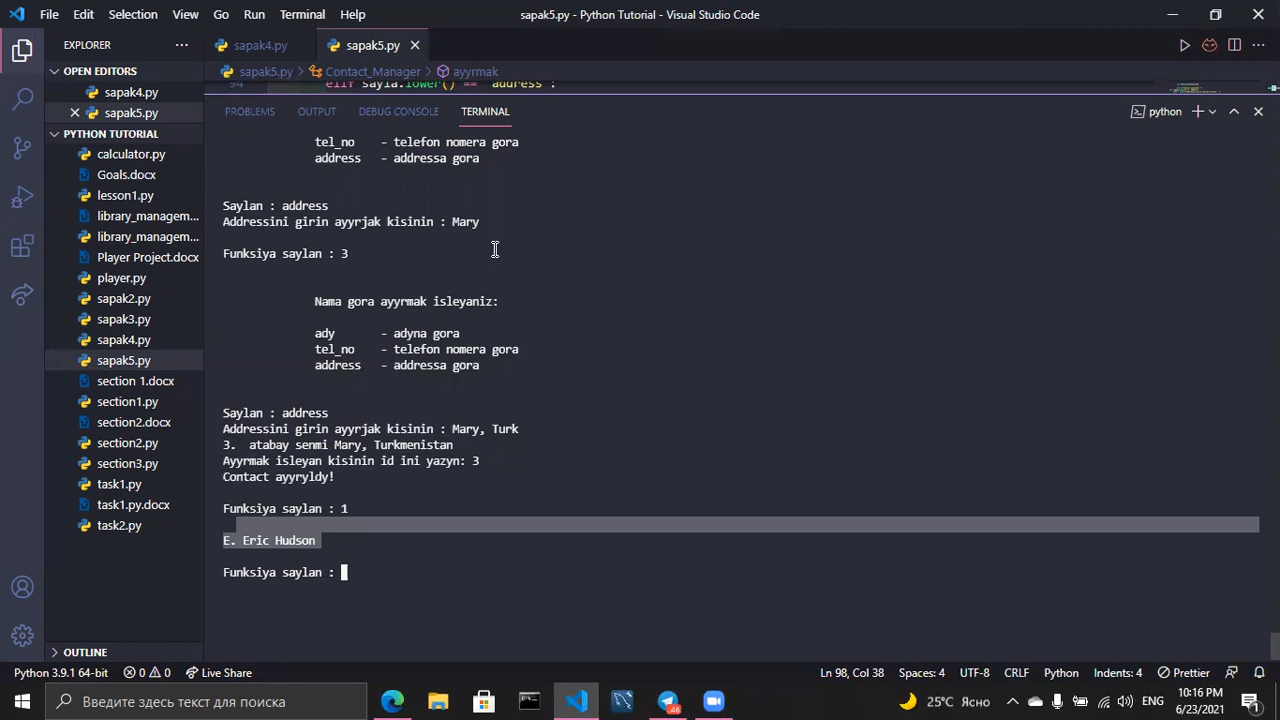 File Edit Selection View Go Run Terminal Help
sapak5.py - Python Tutorial - Visual Studio Code
EXPLORER
OPEN EDITORS
sapak4.py
sapak5.py
PYTHON TUTORIAL
calculator.py
Goals.docx
lesson1.py
library_managem...
library_managem...
Player Project.docx
player.py
sapak2.py
sapak3.py
sapak4.py
sapak5.py
section 1.docx
section1.py
section2.docx
section2.py
section3.py
task1.py
task1.py.docx
task2.py
OUTLINE
sapak4.py sapak5.py
sapak5.py > Contact_Manager > ayyrmak
94 elif sayla.lower() == "address":
PROBLEMS OUTPUT DEBUG CONSOLE TERMINAL
python
tel_no - telefon nomera gora
address - addressa gora
Saylan : address
Addressini girin ayyrjak kisinin : Mary
Funksiya saylan : 3
Nama gora ayyrmak isleyaniz:
ady - adyna gora
tel_no - telefon nomera gora
address - addressa gora
Saylan : address
Addressini girin ayyrjak kisinin : Mary, Turk
3. atabay senmi Mary, Turkmenistan
Ayyrmak isleyan kisinin id ini yazyn: 3
Contact ayyryldy!
Funksiya saylan : 1
E. Eric Hudson
Funksiya saylan :
Python 3.9.1 64-bit 0 0 Live Share
Ln 98, Col 38 Spaces: 4 UTF-8 CRLF Python Indents: 4 Prettier
Введите здесь текст для поиска
46
25°C Ясно
ENG
10:16 PM
6/23/2021
1